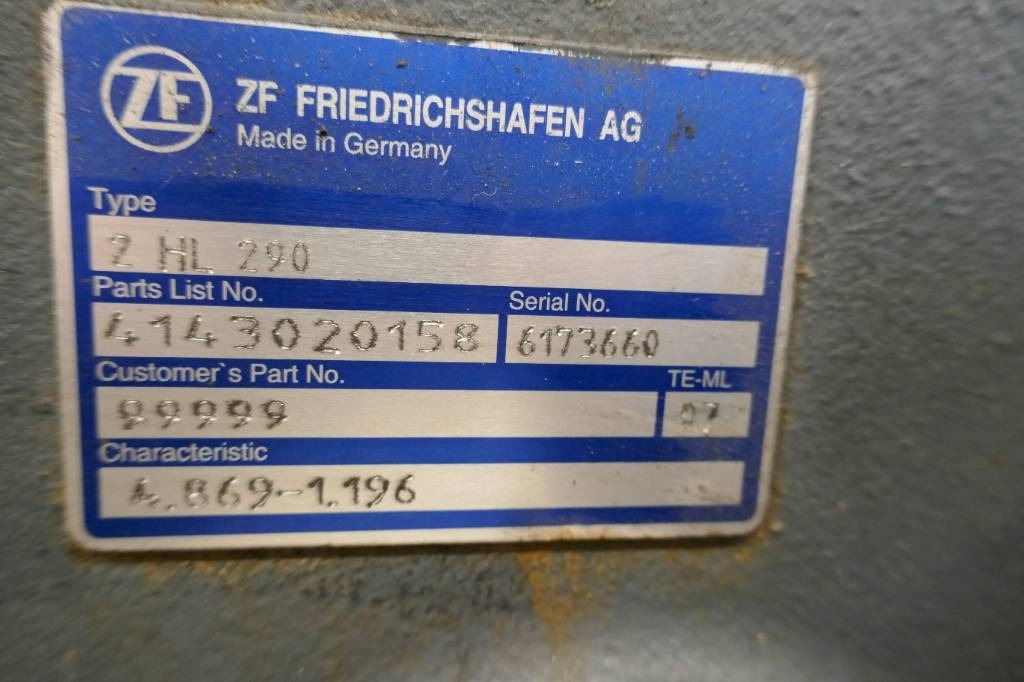 ZF
ZF FRIEDRICHSHAFEN AG
Made in Germany
Type
2 HL 290
Parts List No.
Serial No.
4143020158
6173660
Customer`s Part No.
TE-ML
99999
07
Characteristic
4.869-1.196